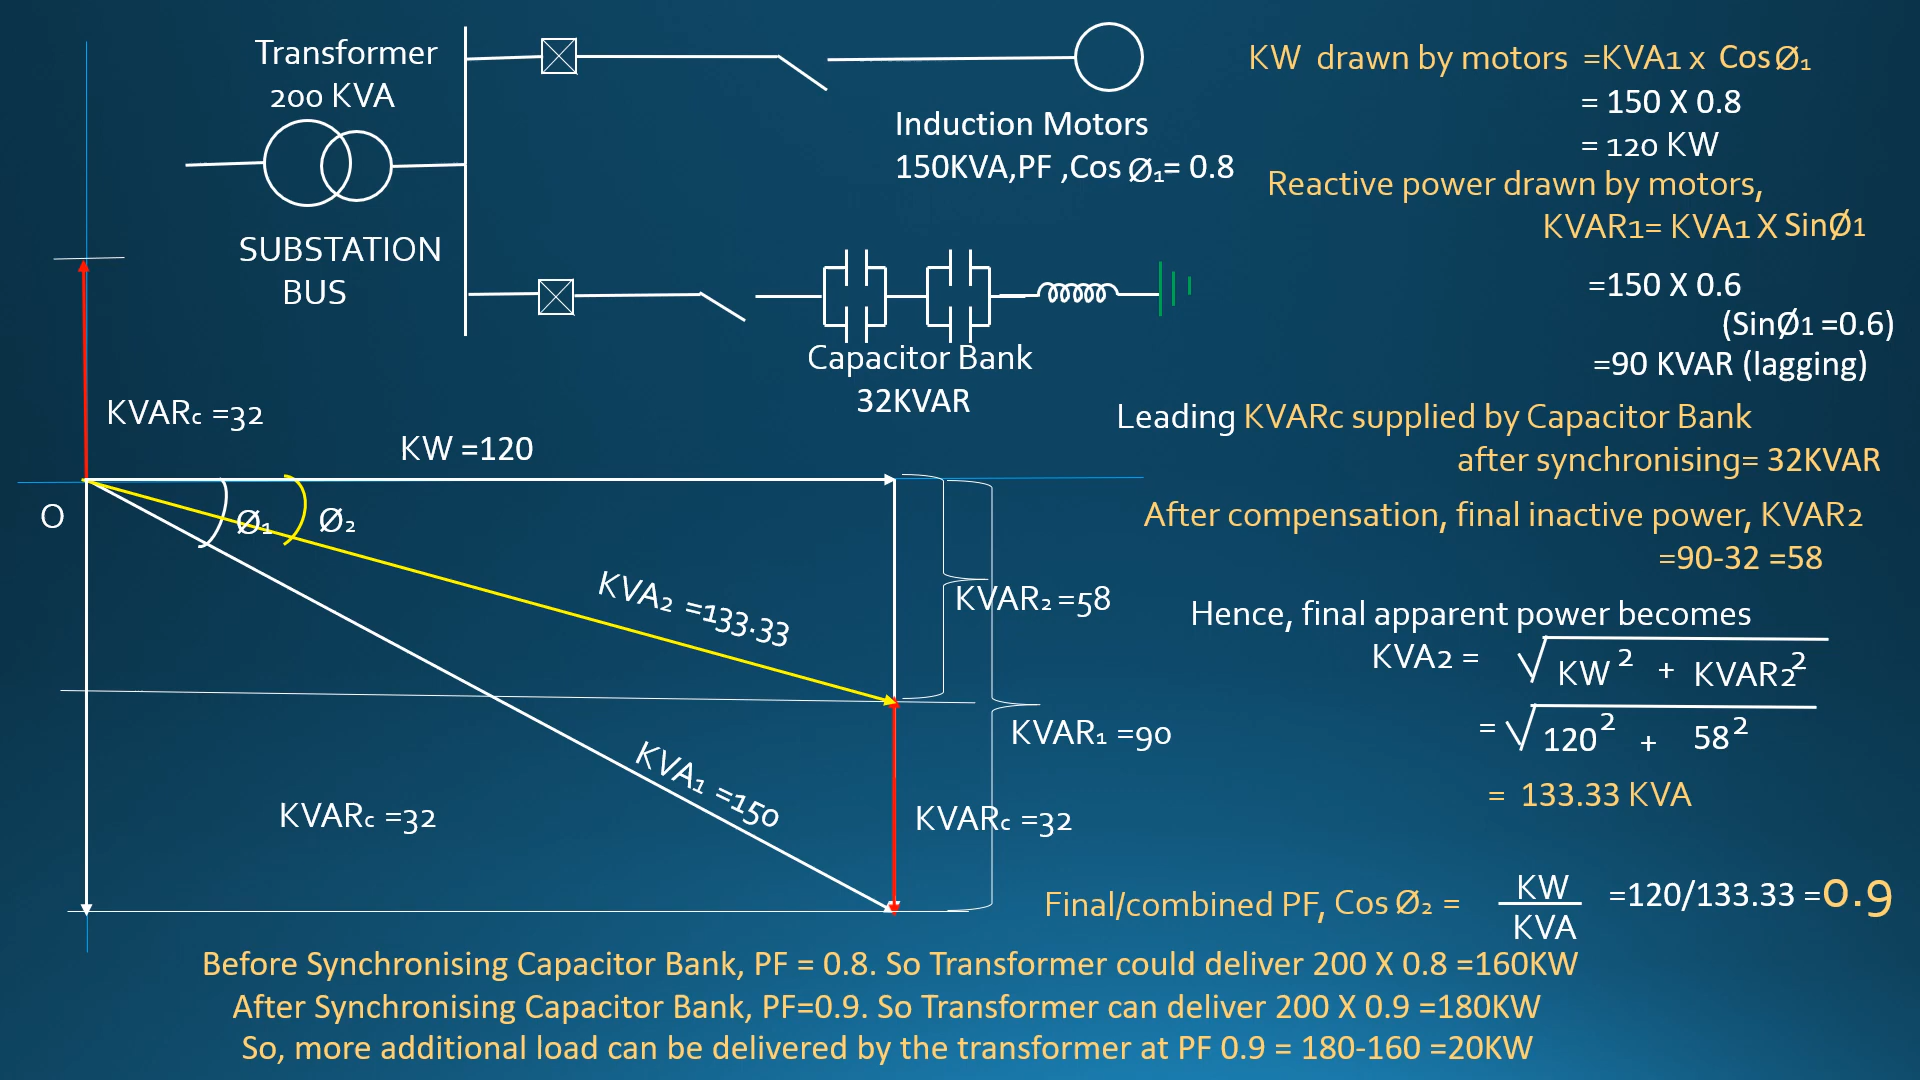 Transformer
200 KVA
SUBSTATION
BUS
Induction Motors
150KVA,PF ,Cos Ø₁= 0.8
Capacitor Bank
32KVAR
KVARc =32
KW =120
O
Ø₁
Ø₂
KVA₂ =133.33
KVAR₂ =58
KVA₁ =150
KVAR₁ =90
KVARc =32
KVARc =32
KW drawn by motors =KVA1 x Cos Ø₁
= 150 X 0.8
= 120 KW
Reactive power drawn by motors,
KVAR1= KVA1 X SinØ1
=150 X 0.6
(SinØ1 =0.6)
=90 KVAR (lagging)
Leading KVARc supplied by Capacitor Bank
after synchronising= 32KVAR
After compensation, final inactive power, KVAR2
=90-32 =58
Hence, final apparent power becomes
KVA2 = √ KW² + KVAR2²
= √ 120² + 58²
= 133.33 KVA
Final/combined PF, Cos Ø₂ = KW/KVA =120/133.33 =0.9
Before Synchronising Capacitor Bank, PF = 0.8. So Transformer could deliver 200 X 0.8 =160KW
After Synchronising Capacitor Bank, PF=0.9. So Transformer can deliver 200 X 0.9 =180KW
So, more additional load can be delivered by the transformer at PF 0.9 = 180-160 =20KW